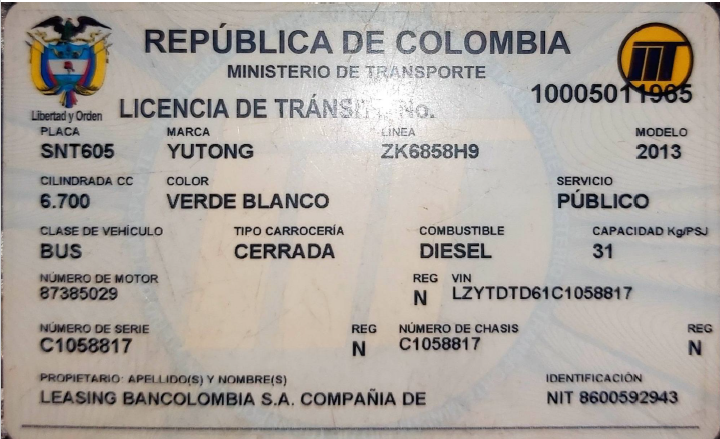 REPÚBLICA DE COLOMBIA
MINISTERIO DE TRANSPORTE
Libertad y Orden
LICENCIA DE TRÁNSITO No. 10005011965
PLACA MARCA LINEA MODELO
SNT605 YUTONG ZK6858H9 2013
CILINDRADA CC COLOR SERVICIO
6.700 VERDE BLANCO PÚBLICO
CLASE DE VEHÍCULO TIPO CARROCERÍA COMBUSTIBLE CAPACIDAD Kg/PSJ
BUS CERRADA DIESEL 31
NÚMERO DE MOTOR REG VIN
87385029 N LZYTDTD61C1058817
NÚMERO DE SERIE REG NÚMERO DE CHASIS REG
C1058817 N C1058817 N
PROPIETARIO: APELLIDO(S) Y NOMBRE(S) IDENTIFICACIÓN
LEASING BANCOLOMBIA S.A. COMPAÑIA DE NIT 8600592943